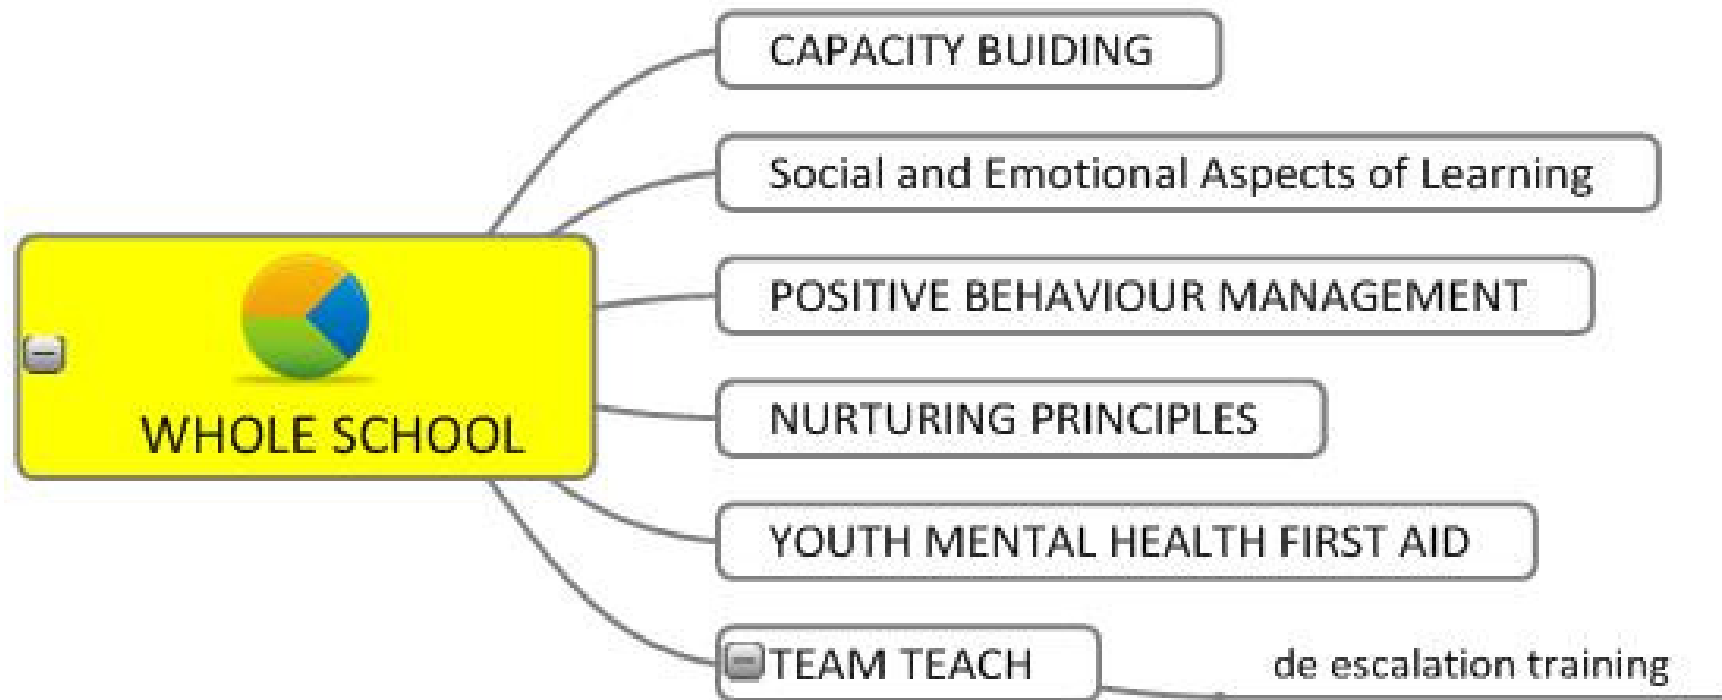 CAPACITY BUIDING
Social and Emotional Aspects of Learning
POSITIVE BEHAVIOUR MANAGEMENT
WHOLE SCHOOL
NURTURING PRINCIPLES
YOUTH MENTAL HEALTH FIRST AID
TEAM TEACH
de escalation training